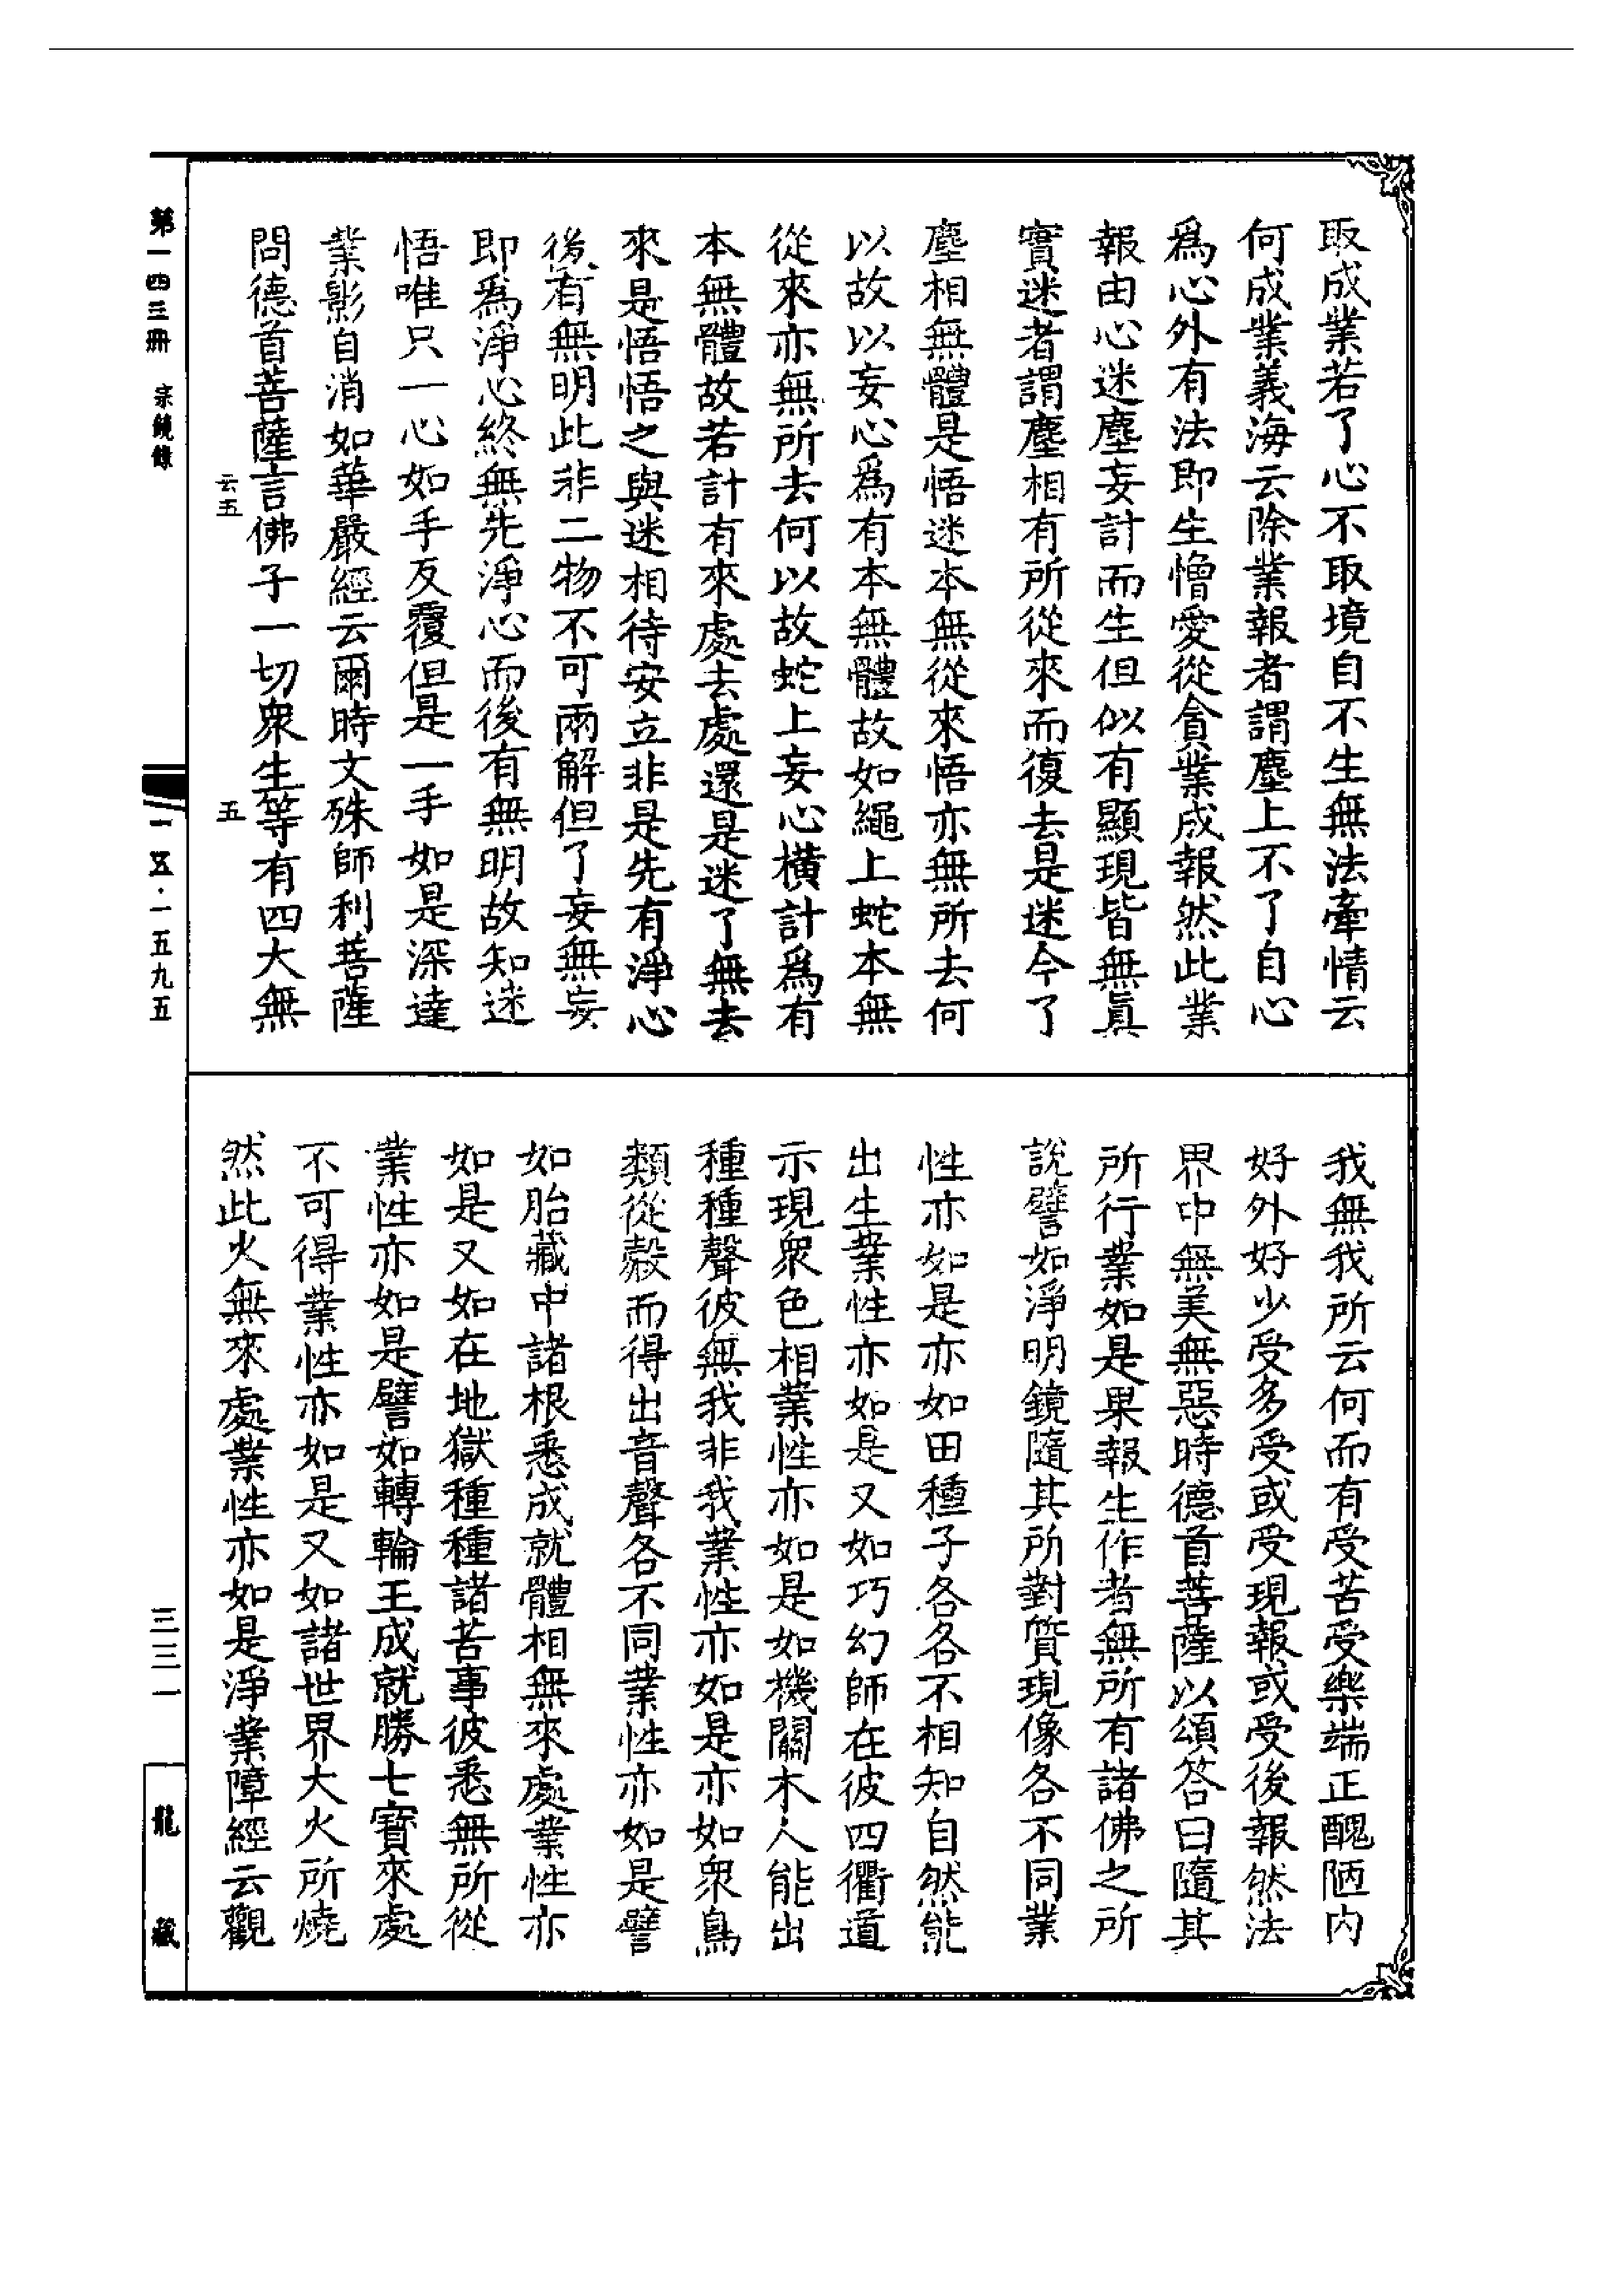 取成業若了心不取境自不生無法牽情云
何成業義海云除業報者謂塵上不了自心
爲心外有法即生憎愛從貪業成報然此業
報由心迷塵妄計而生但似有顯現皆無眞
實迷者謂塵相有所從來而復去是迷今了
塵相無體是悟迷本無從來悟亦無所去何
以故以妄心爲有本無體故如繩上蛇本無
從來亦無所去何以故蛇上妄心橫計爲有
本無體故若計有來處去處還是迷了無去
來是悟悟之與迷相待安立非是先有淨心
後有無明此非二物不可兩解但了妄無妄
即爲淨心終無先淨心而後有無明故知迷
悟唯只一心如手反覆但是一手如是深達
業影自消如華嚴經云爾時文殊師利菩薩
問德首菩薩言佛子一切衆生等有四大無
云五
五
我無我所云何而有受苦受樂端正醜陋内
好外好少受多受或受現報或受後報然法
界中無美無惡時德首菩薩以頌答曰隨其
所行業如是果報生作者無所有諸佛之所
說譬如淨明鏡隨其所對質現像各不同業
性亦如是亦如田種子各各不相知自然能
出生業性亦如是又如巧幻師在彼四衢道
示現衆色相業性亦如是如機關木人能出
種種聲彼無我非我業性亦如是亦如衆鳥
類從㲉而得出音聲各不同業性亦如是譬
如胎藏中諸根悉成就體相無來處業性亦
如是又如在地獄種種諸苦事彼悉無所從
業性亦如是譬如轉輪王成就勝七寶來處
不可得業性亦如是又如諸世界大火所燒
然此火無來處業性亦如是淨業障經云觀
第一四三冊
宗鏡錄
一五五·一五九五
三三一
龍藏